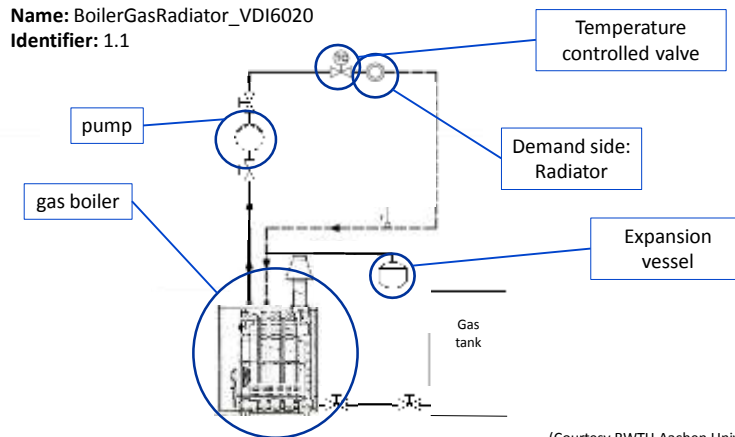 Name: BoilerGasRadiator_VDI6020
Identifier: 1.1
Temperature
controlled valve
pump
Demand side:
Radiator
gas boiler
Expansion
vessel
Gas
tank
(Courtesy RWTH Aachen